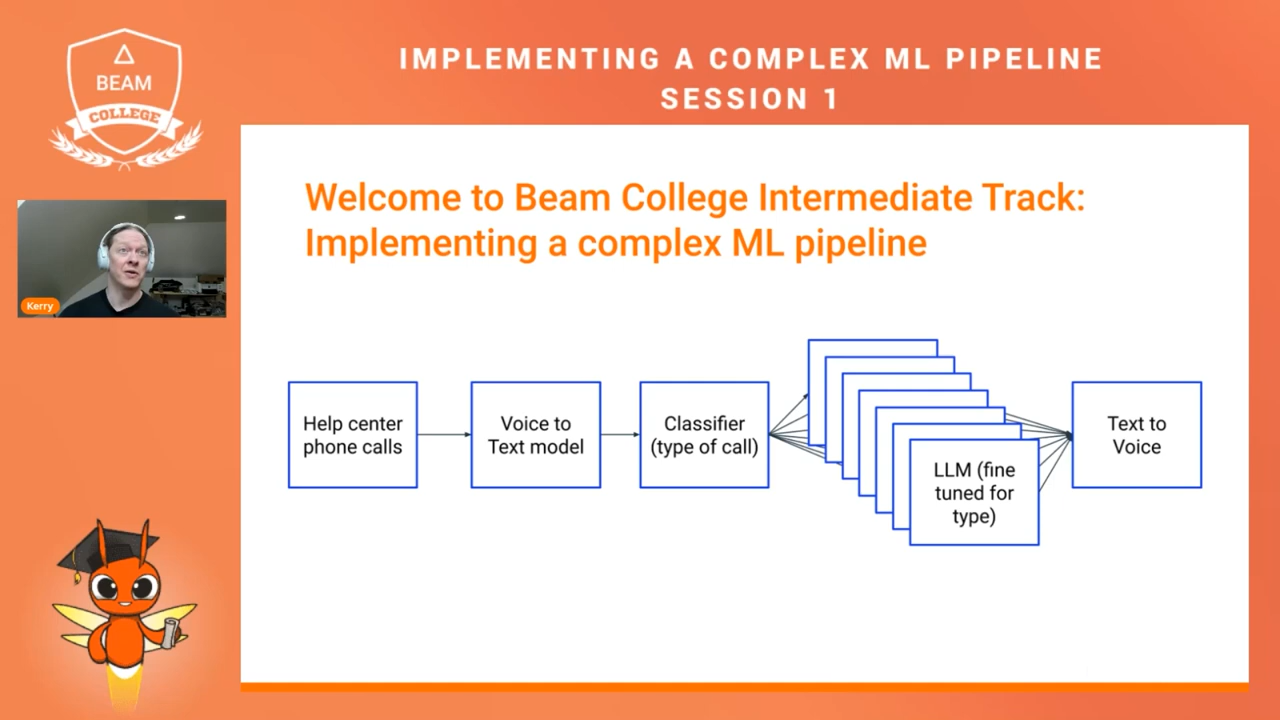 BEAM
COLLEGE
IMPLEMENTING A COMPLEX ML PIPELINE
SESSION 1
Kerry
Welcome to Beam College Intermediate Track:
Implementing a complex ML pipeline
Help center
phone calls
Voice to
Text model
Classifier
(type of call)
LLM (fine
tuned for
type)
Text to
Voice